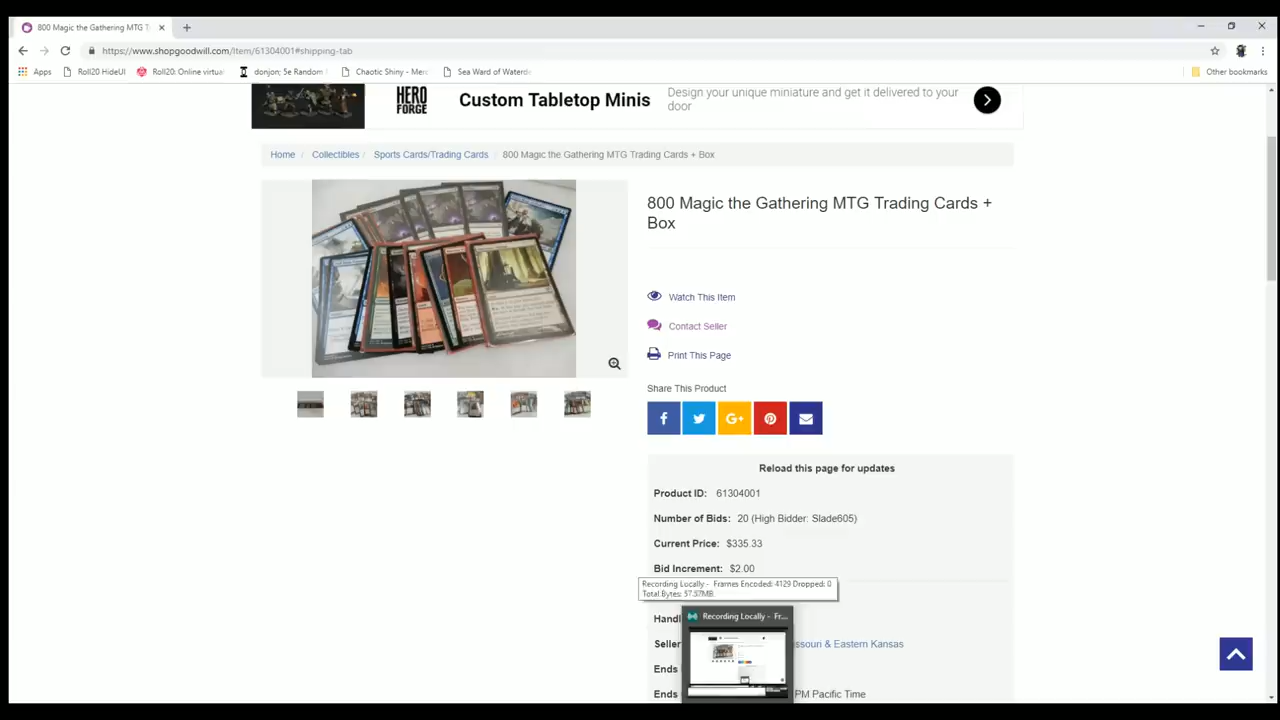 800 Magic the Gathering MTG T
https://www.shopgoodwill.com/Item/61304001#shipping-tab
Apps
Roll20 HideUI
Roll20: Online virtua
donjon; 5e Random
Chaotic Shiny - Merc
Sea Ward of Waterde
Other bookmarks
HERO
FORGE
Custom Tabletop Minis
Design your unique miniature and get it delivered to your
door
Home / Collectibles / Sports Cards/Trading Cards / 800 Magic the Gathering MTG Trading Cards + Box
800 Magic the Gathering MTG Trading Cards +
Box
Watch This Item
Contact Seller
Print This Page
Share This Product
Reload this page for updates
Product ID: 61304001
Number of Bids: 20 (High Bidder: Slade605)
Current Price: $335.33
Bid Increment: $2.00
Recording Locally - Frames Encoded: 4129 Dropped: 0
Total Bytes: 57.57MB
Recording Locally - Fr...
Handl
Seller
ssouri & Eastern Kansas
Ends
Ends
PM Pacific Time